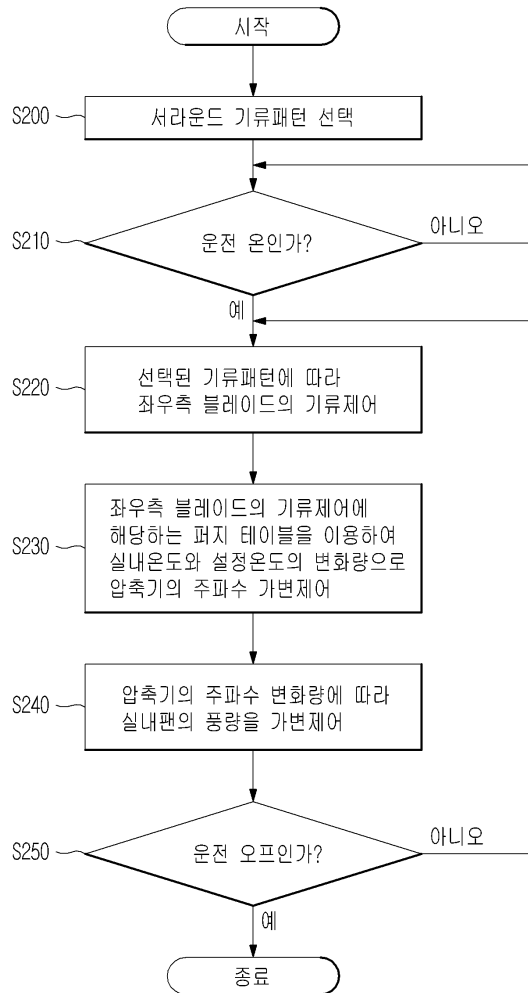 시작
S200
서라운드 기류패턴 선택
S210
운전 온인가?
아니오
예
S220
선택된 기류패턴에 따라
좌우측 블레이드의 기류제어
S230
좌우측 블레이드의 기류제어에
해당하는 퍼지 테이블을 이용하여
실내온도와 설정온도의 변화량으로
압축기의 주파수 가변제어
S240
압축기의 주파수 변화량에 따라
실내팬의 풍량을 가변제어
S250
운전 오프인가?
아니오
예
종료